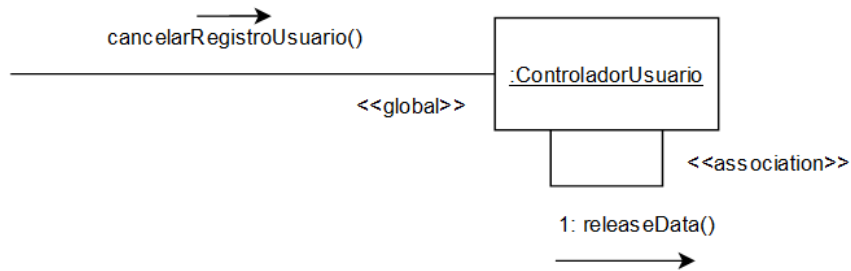 cancelarRegistroUsuario()
:ControladorUsuario
<<global>>
<<association>>
1: releaseData()